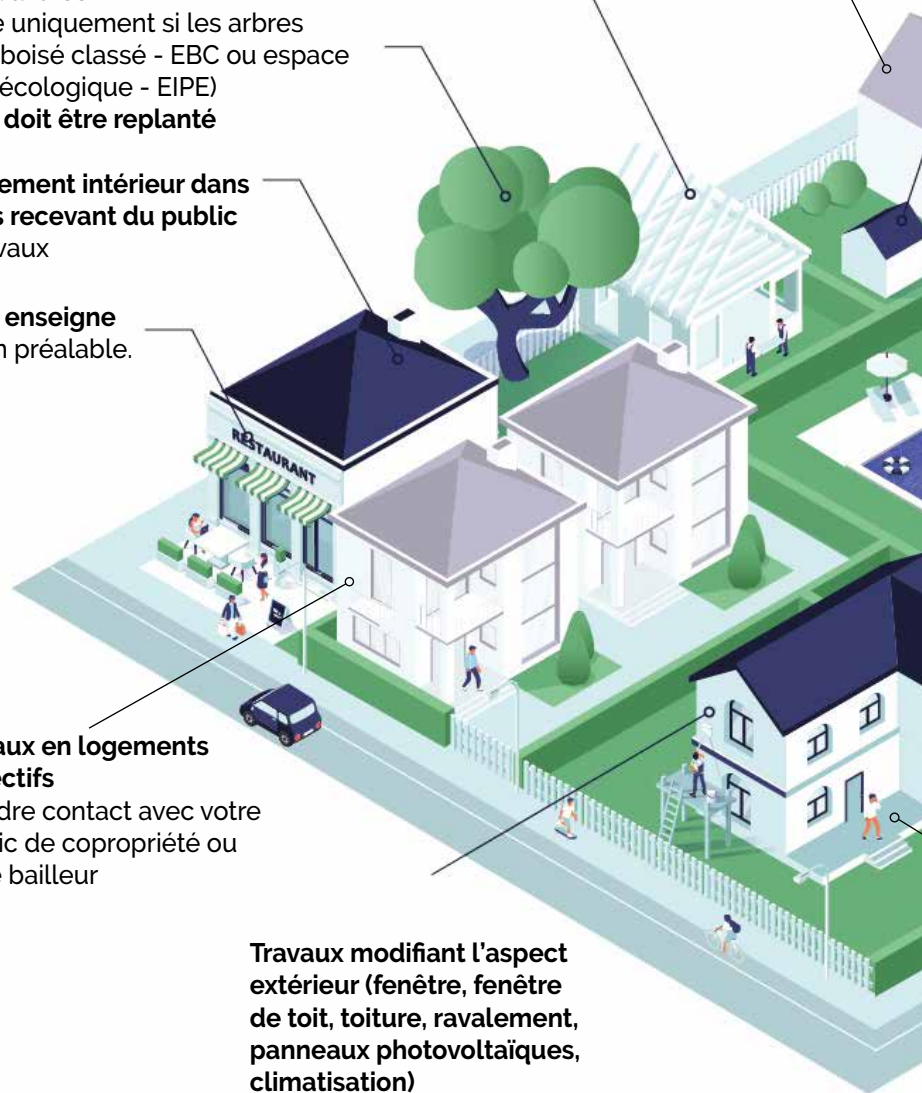 e uniquement si les arbres
boisé classé - EBC ou espace
écologique - EIPE)
doit être replanté
ement intérieur dans
s recevant du public
vaux
enseigne
n préalable.
RESTAURANT
aux en logements
ectifs
dre contact avec votre
ic de copropriété ou
e bailleur
Travaux modifiant l'aspect
extérieur (fenêtre, fenêtre
de toit, toiture, ravalement,
panneaux photovoltaïques,
climatisation)